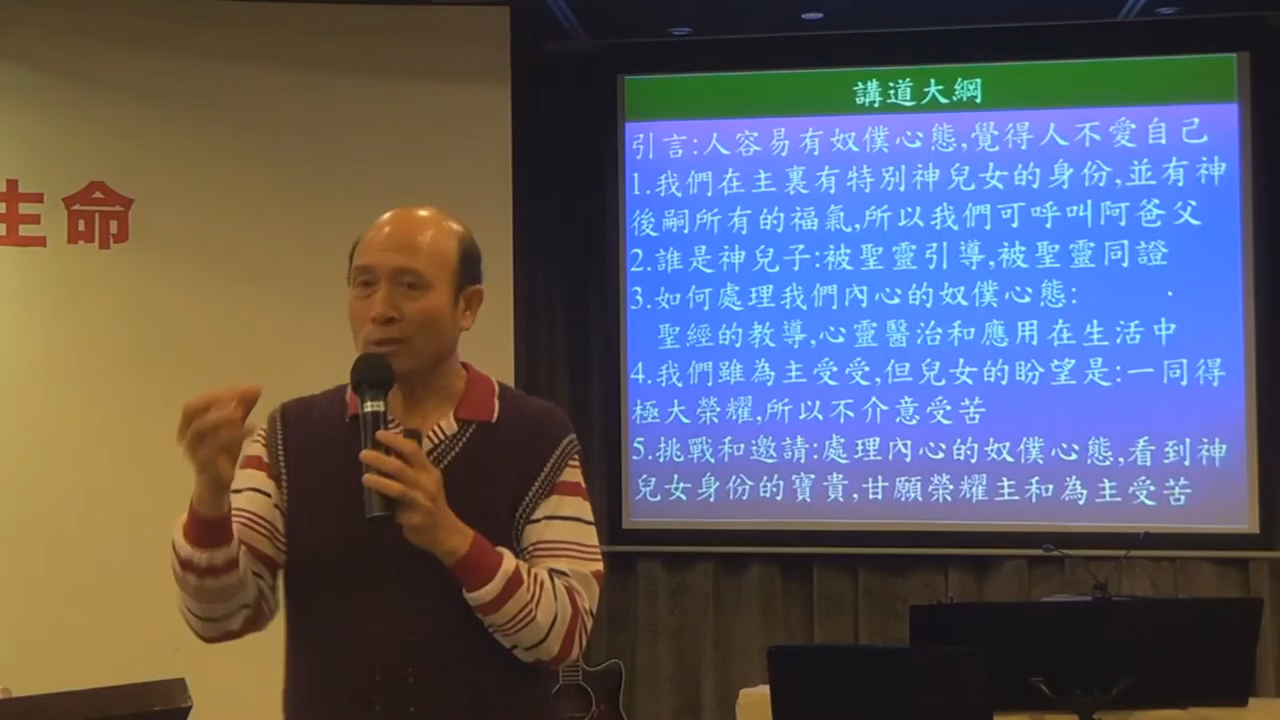 生命
講道大綱
引言:人容易有奴僕心態,覺得人不愛自己
1.我們在主裏有特別神兒女的身份,並有神
後嗣所有的福氣,所以我們可呼叫阿爸父
2.誰是神兒子:被聖靈引導,被聖靈同證
3.如何處理我們內心的奴僕心態:
聖經的教導,心靈醫治和應用在生活中
4.我們雖為主受受,但兒女的盼望是:一同得
極大榮耀,所以不介意受苦
5.挑戰和邀請:處理內心的奴僕心態,看到神
兒女身份的寶貴,甘願榮耀主和為主受苦